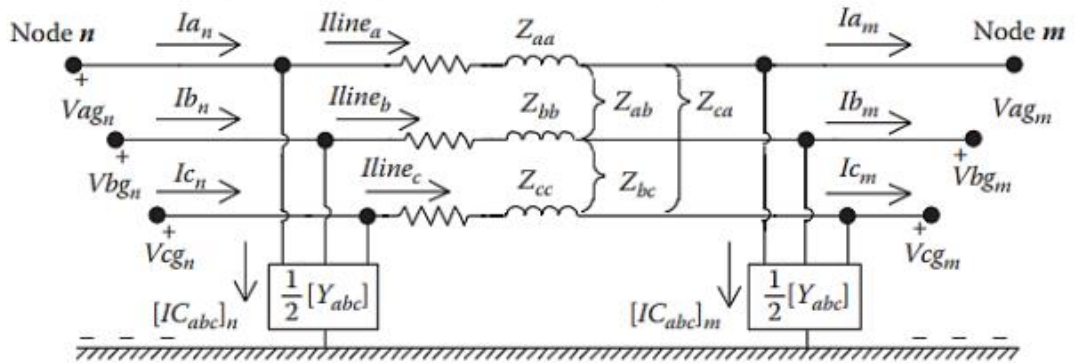 Node n
Ia_n
Iline_a
Z_aa
Ia_m
Node m
+
Vag_n
Ib_n
Iline_b
Z_bb
Z_ab
Z_ca
Ib_m
Vag_m
+
Vbg_n
Ic_n
Iline_c
Z_cc
Z_bc
Ic_m
+
Vbg_m
+
Vcg_n
+
Vcg_m
[IC_abc]_n
1/2 [Y_abc]
[IC_abc]_m
1/2 [Y_abc]